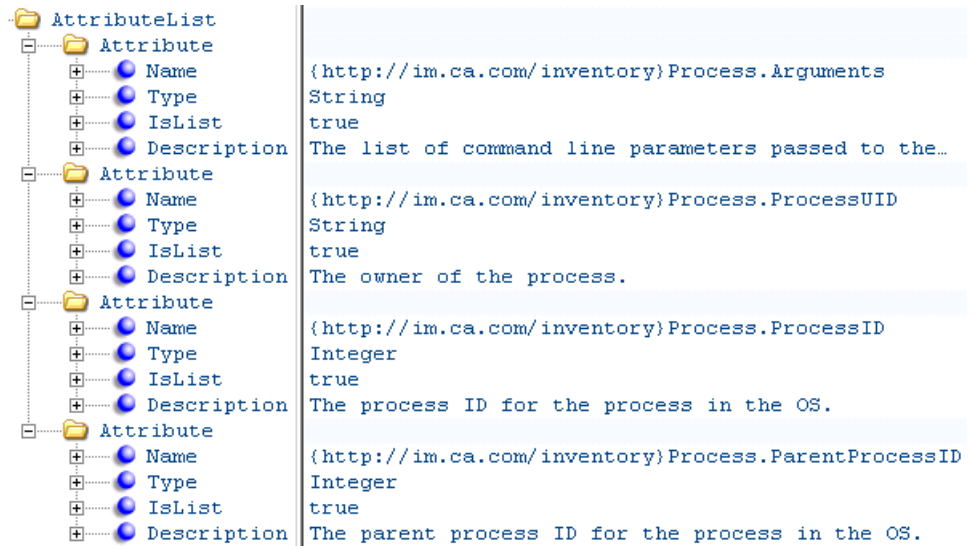 AttributeList
Attribute
Name {http://im.ca.com/inventory}Process.Arguments
Type String
IsList true
Description The list of command line parameters passed to the…
Attribute
Name {http://im.ca.com/inventory}Process.ProcessUID
Type String
IsList true
Description The owner of the process.
Attribute
Name {http://im.ca.com/inventory}Process.ProcessID
Type Integer
IsList true
Description The process ID for the process in the OS.
Attribute
Name {http://im.ca.com/inventory}Process.ParentProcessID
Type Integer
IsList true
Description The parent process ID for the process in the OS.